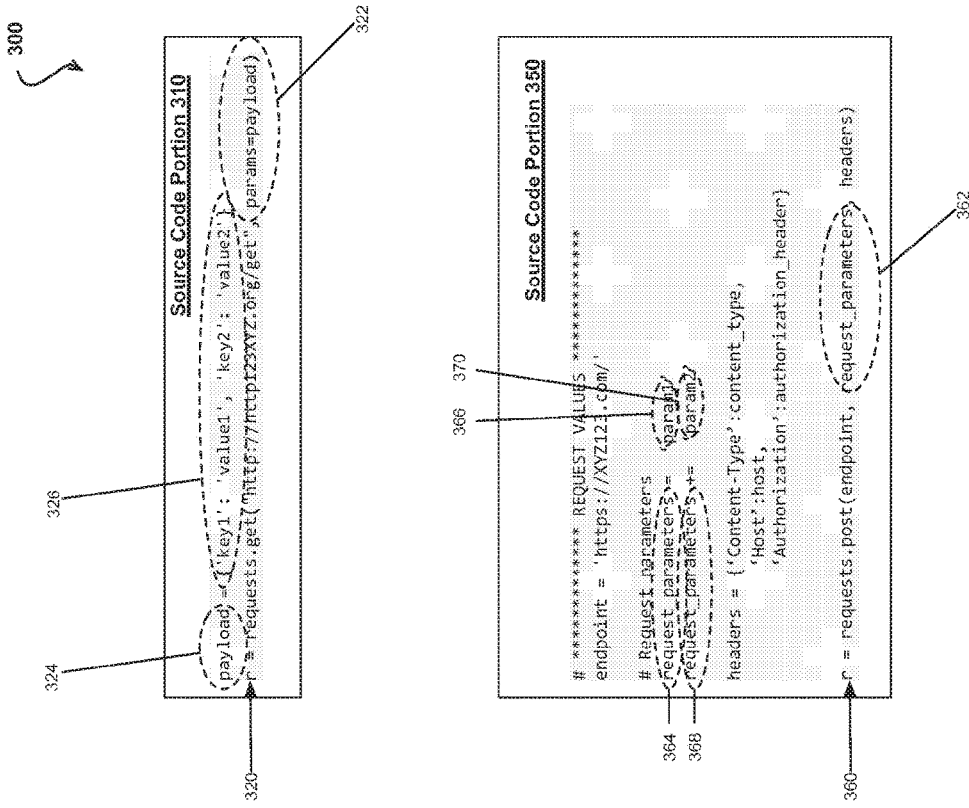 300
Source Code Portion 310
324
326
payload = {'key1': 'value1', 'key2': 'value2'}
320
r = requests.get("http://http123XYZ.org/get", params=payload)
322
Source Code Portion 350
# *********** REQUEST VALUES ***********
endpoint = 'https://XYZ123.com/'
366
370
# Request parameters
364
request_parameters = 'param1'
368
request_parameters += 'param2'
headers = {'Content-Type':content_type,
'Host':host,
'Authorization':authorization_header}
360
r = requests.post(endpoint, request_parameters, headers)
362